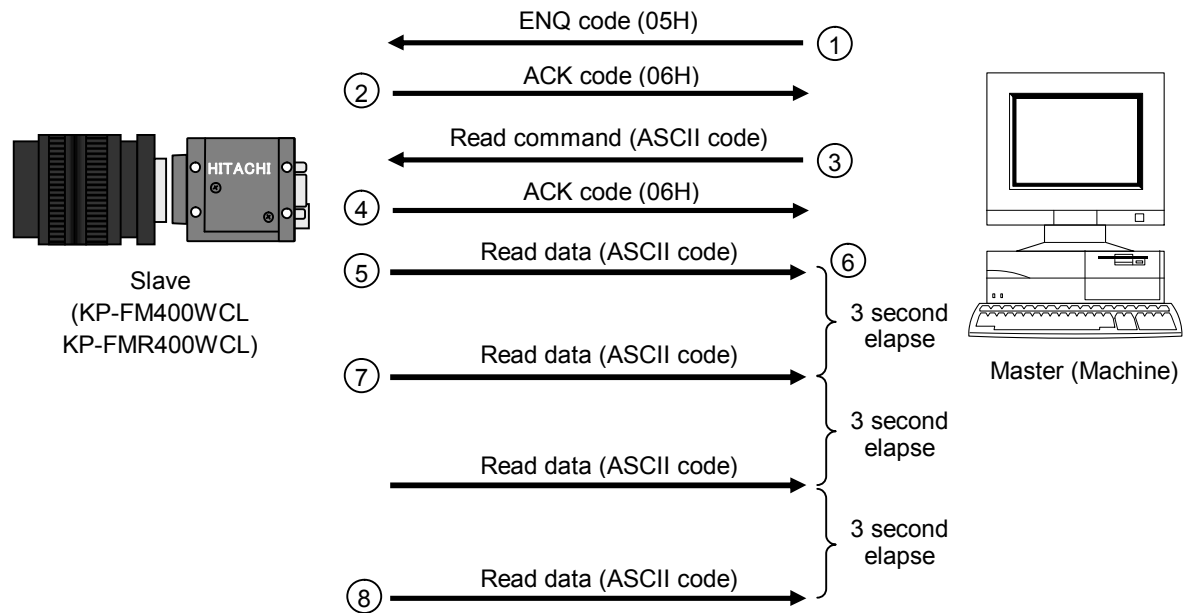 ENQ code (05H)
1
ACK code (06H)
2
Read command (ASCII code)
3
HITACHI
ACK code (06H)
4
Read data (ASCII code)
5
6
Slave
(KP-FM400WCL
KP-FMR400WCL)
3 second
elapse
Read data (ASCII code)
7
Master (Machine)
3 second
elapse
Read data (ASCII code)
3 second
elapse
Read data (ASCII code)
8